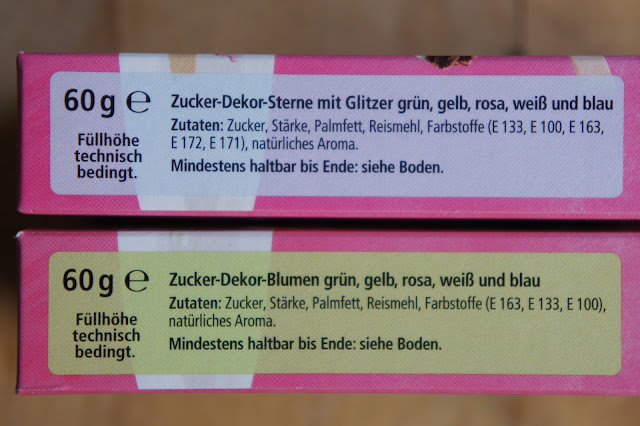 60 g ℮
Füllhöhe
technisch
bedingt.
Zucker-Dekor-Sterne mit Glitzer grün, gelb, rosa, weiß und blau
Zutaten: Zucker, Stärke, Palmfett, Reismehl, Farbstoffe (E 133, E 100, E 163,
E 172, E 171), natürliches Aroma.
Mindestens haltbar bis Ende: siehe Boden.
60 g ℮
Füllhöhe
technisch
bedingt.
Zucker-Dekor-Blumen grün, gelb, rosa, weiß und blau
Zutaten: Zucker, Stärke, Palmfett, Reismehl, Farbstoffe (E 163, E 133, E 100),
natürliches Aroma.
Mindestens haltbar bis Ende: siehe Boden.